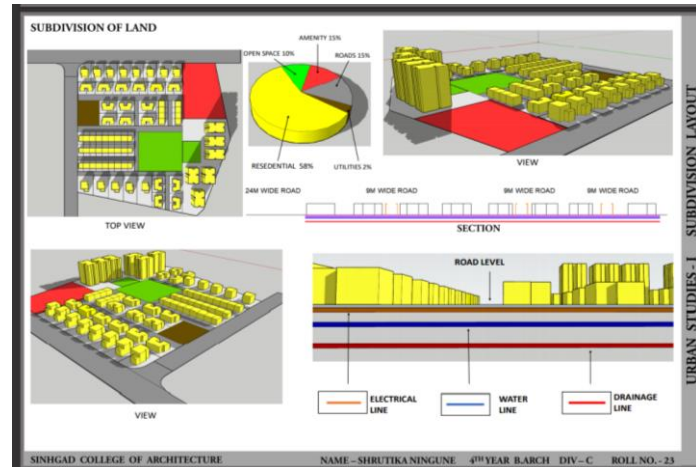 SUBDIVISION OF LAND
AMENITY 15%
OPEN SPACE 10%
ROADS 15%
RESEDENTIAL 58%
UTILITIES 2%
TOP VIEW
VIEW
24M WIDE ROAD
9M WIDE ROAD
9M WIDE ROAD
9M WIDE ROAD
SECTION
VIEW
ROAD LEVEL
ELECTRICAL
LINE
WATER
LINE
DRAINAGE
LINE
URBAN STUDIES - I SUBDIVISION LAYOUT
SINHGAD COLLEGE OF ARCHITECTURE NAME – SHRUTIKA NINGUNE 4TH YEAR B.ARCH DIV – C ROLL NO. - 23